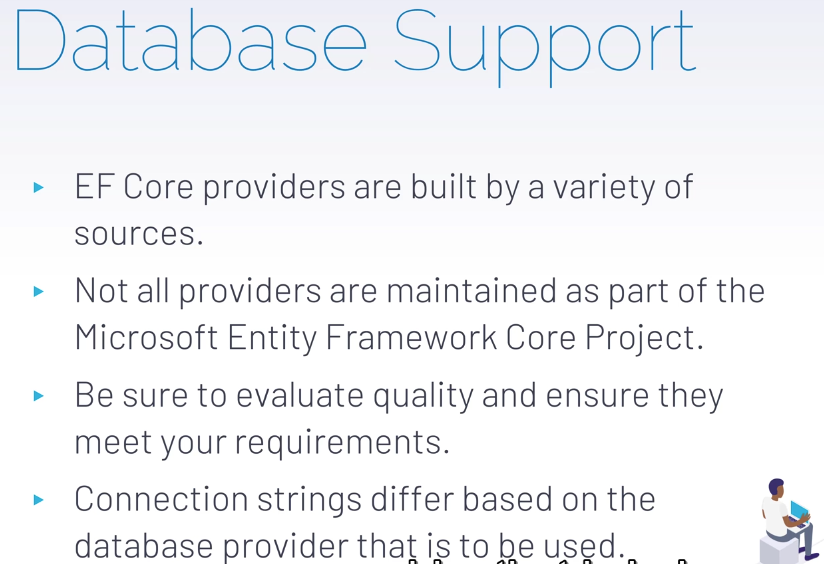 Database Support
EF Core providers are built by a variety of
sources.
Not all providers are maintained as part of the
Microsoft Entity Framework Core Project.
Be sure to evaluate quality and ensure they
meet your requirements.
Connection strings differ based on the
database provider that is to be used.